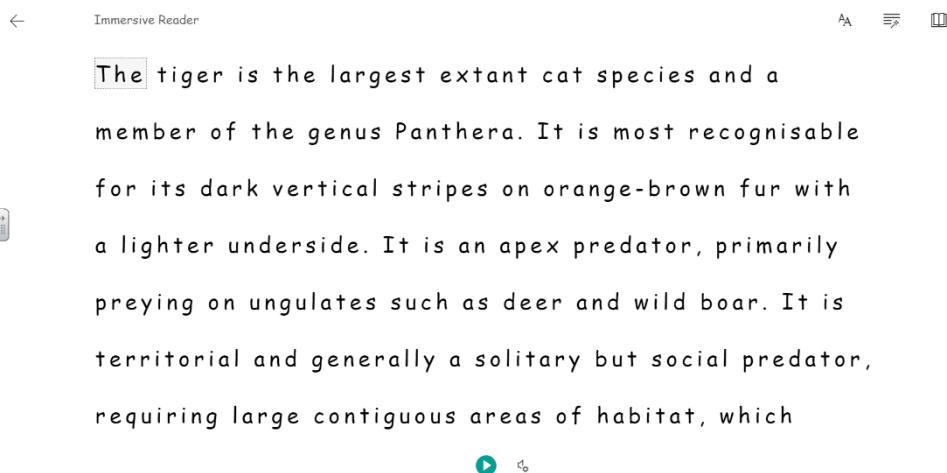 Immersive Reader
The tiger is the largest extant cat species and a
member of the genus Panthera. It is most recognisable
for its dark vertical stripes on orange-brown fur with
a lighter underside. It is an apex predator, primarily
preying on ungulates such as deer and wild boar. It is
territorial and generally a solitary but social predator,
requiring large contiguous areas of habitat, which